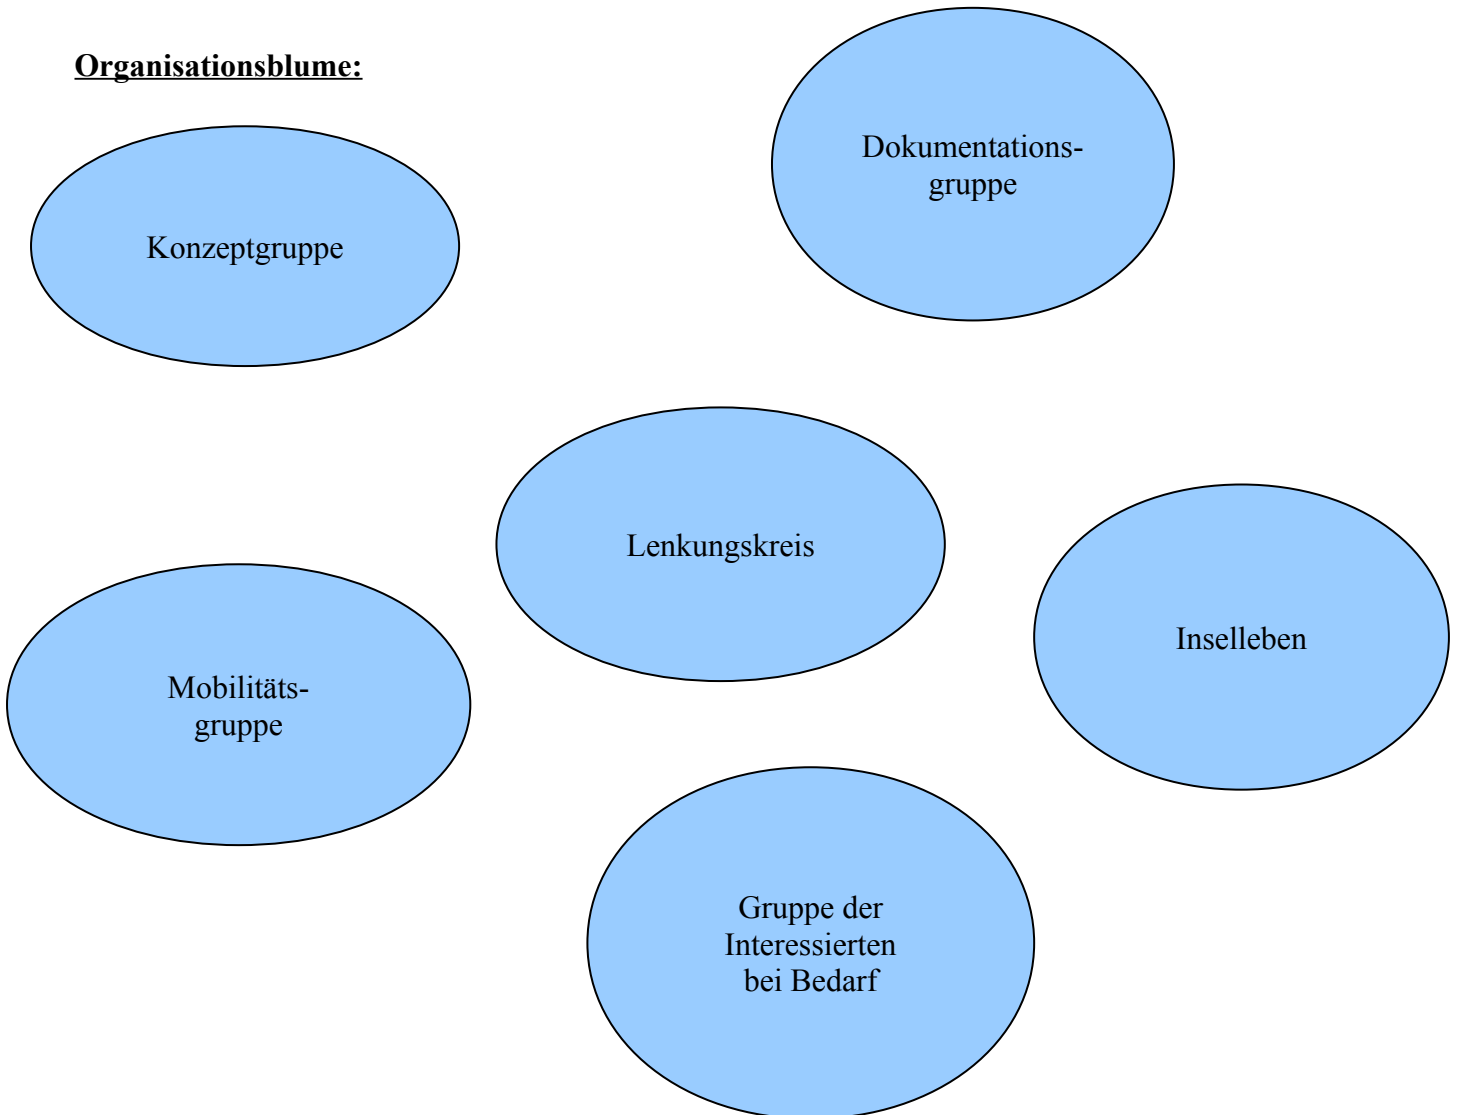 Organisationsblume:
Dokumentations-
gruppe
Konzeptgruppe
Lenkungskreis
Inselleben
Mobilitäts-
gruppe
Gruppe der
Interessierten
bei Bedarf